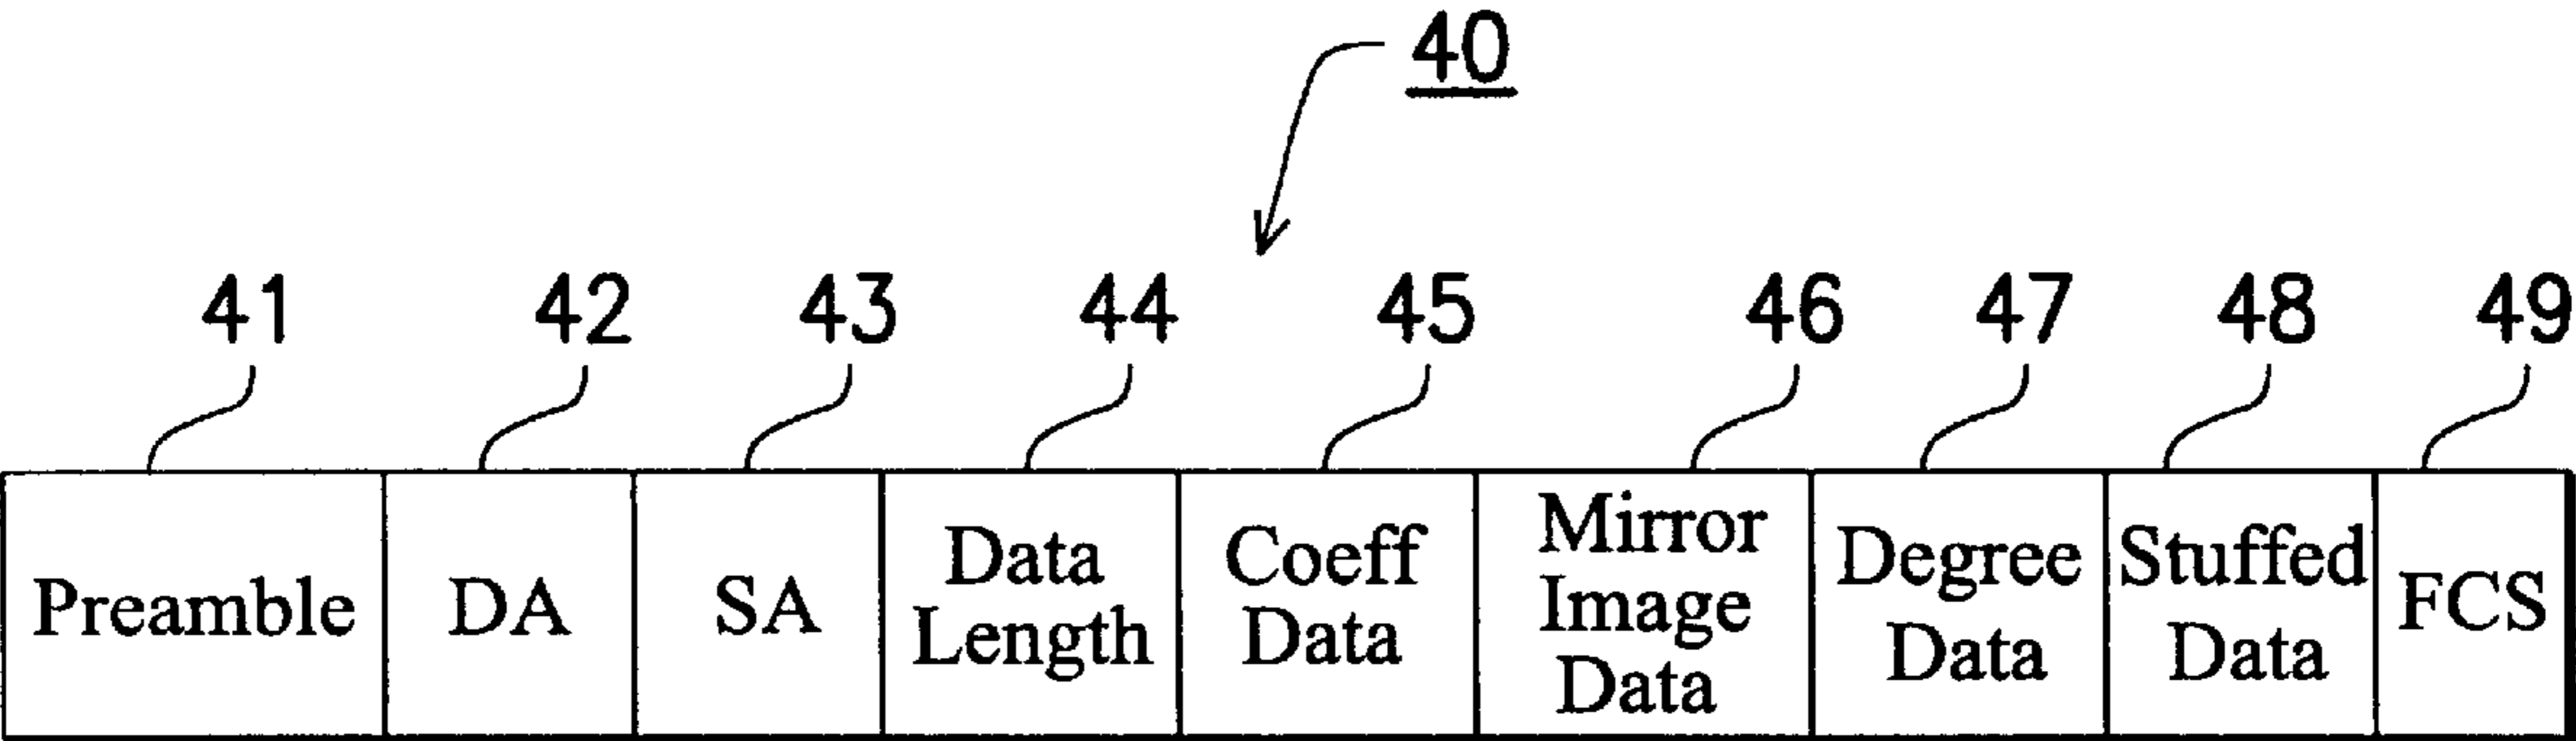 40
41 42 43 44 45 46 47 48 49
Preamble
DA
SA
Data
Length
Coeff
Data
Mirror
Image
Data
Degree
Data
Stuffed
Data
FCS